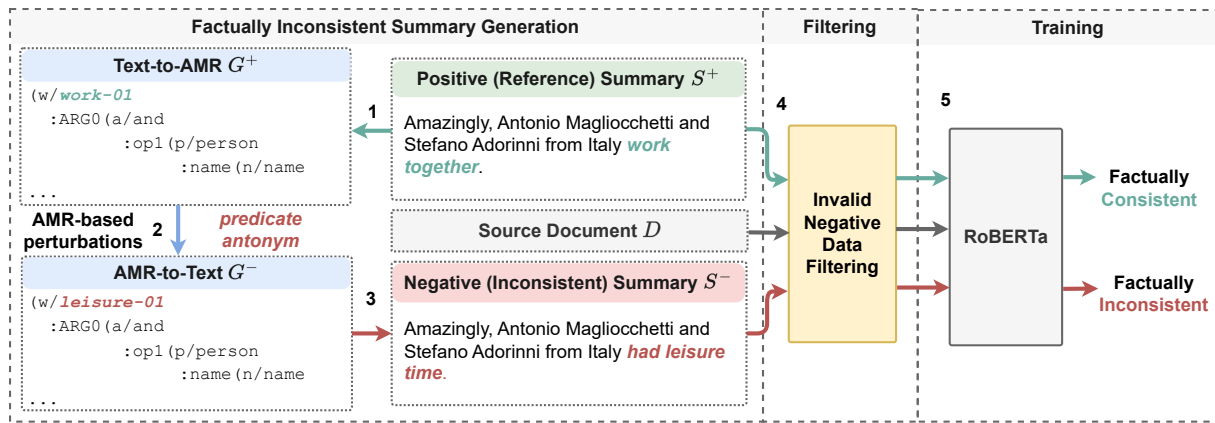 Factually Inconsistent Summary Generation
Filtering
Training
Text-to-AMR G+
(w/work-01
:ARG0(a/and
:op1(p/person
:name(n/name
...
1
Positive (Reference) Summary S+
Amazingly, Antonio Magliocchetti and
Stefano Adorinni from Italy work
together.
AMR-based
perturbations
2
predicate
antonym
Source Document D
AMR-to-Text G−
(w/leisure-01
:ARG0(a/and
:op1(p/person
:name(n/name
...
3
Negative (Inconsistent) Summary S−
Amazingly, Antonio Magliocchetti and
Stefano Adorinni from Italy had leisure
time.
4
Invalid
Negative
Data
Filtering
5
RoBERTa
Factually
Consistent
Factually
Inconsistent